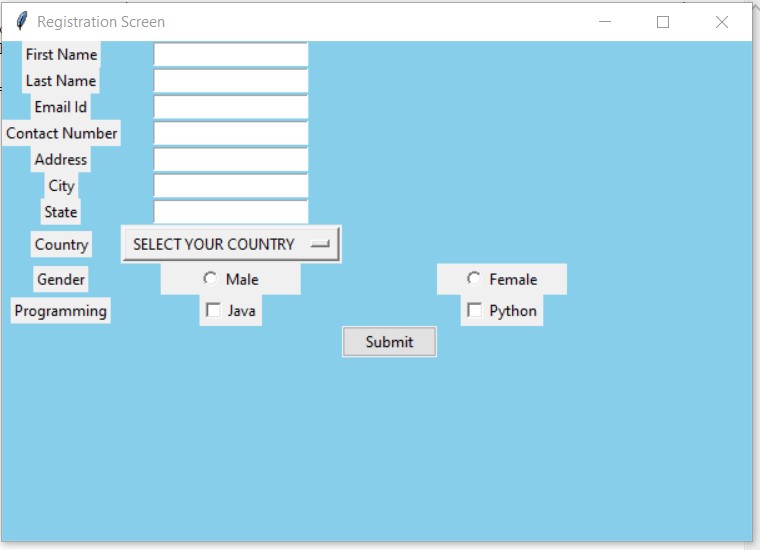 Registration Screen
First Name
Last Name
Email Id
Contact Number
Address
City
State
Country SELECT YOUR COUNTRY
Gender Male Female
Programming Java Python
Submit